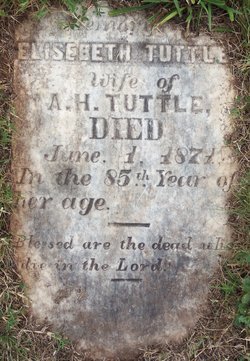 memory
ELISEBETH TUTTLE
Wife of
A.H. TUTTLE,
DIED
June. 1, 1871.
In the 85th Year of
her age.
Blessed are the dead who
die in the Lord.